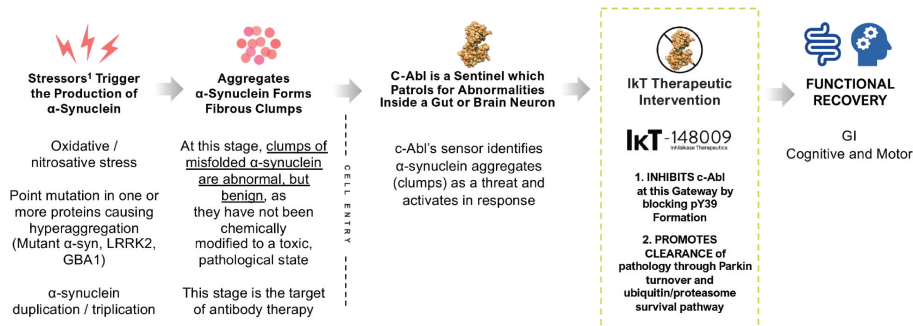 Stressors¹ Trigger
the Production of
α-Synuclein
Oxidative /
nitrosative stress
Point mutation in one or
more proteins causing
hyperaggregation
(Mutant α-syn, LRRK2,
GBA1)
α-synuclein
duplication / triplication
Aggregates
α-Synuclein Forms
Fibrous Clumps
At this stage, clumps of
misfolded α-synuclein
are abnormal, but
benign, as
they have not been
chemically
modified to a toxic,
pathological state
This stage is the target
of antibody therapy
CELL ENTRY
C-Abl is a Sentinel which
Patrols for Abnormalities
Inside a Gut or Brain Neuron
c-Abl’s sensor identifies
α-synuclein aggregates
(clumps) as a threat and
activates in response
IkT Therapeutic
Intervention
IkT-148009
Inhibikase Therapeutics
1. INHIBITS c-Abl
at this Gateway by
blocking pY39
Formation
2. PROMOTES
CLEARANCE of
pathology through Parkin
turnover and
ubiquitin/proteasome
survival pathway
FUNCTIONAL
RECOVERY
GI
Cognitive and Motor